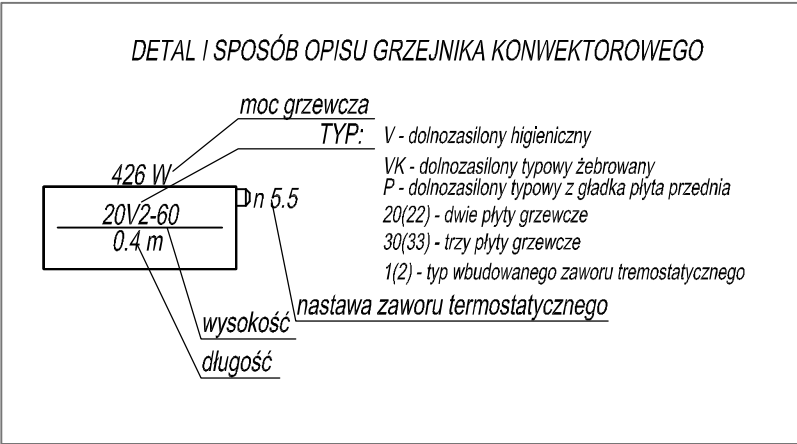 DETAL I SPOSÓB OPISU GRZEJNIKA KONWEKTOROWEGO
moc grzewcza
TYP:
V - dolnozasilony higieniczny
VK - dolnozasilony typowy żebrowany
P - dolnozasilony typowy z gładka płyta przednia
20(22) - dwie płyty grzewcze
30(33) - trzy płyty grzewcze
1(2) - typ wbudowanego zaworu tremostatycznego
426 W
20V2-60
0.4 m
n 5.5
nastawa zaworu termostatycznego
wysokość
długość